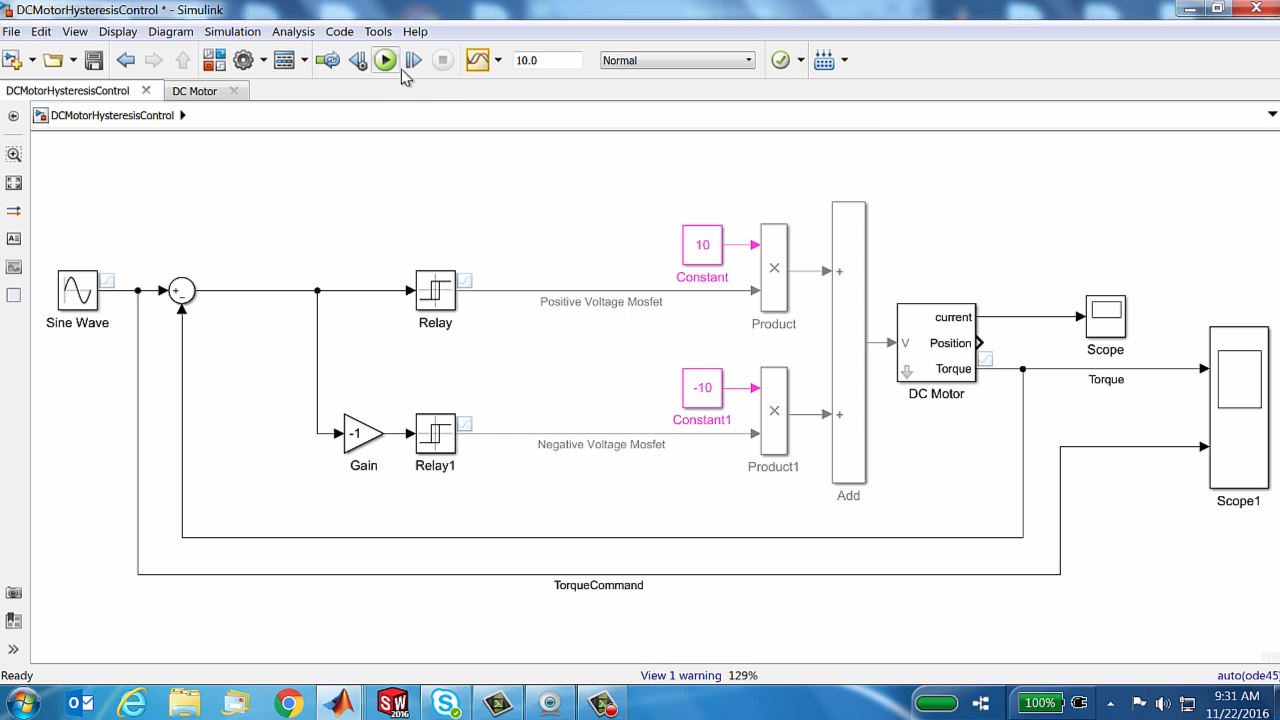 DCMotorHysteresisControl * - Simulink
File Edit View Display Diagram Simulation Analysis Code Tools Help
10.0 Normal
DCMotorHysteresisControl DC Motor
DCMotorHysteresisControl
10
Constant
Sine Wave
+
-
Relay
Positive Voltage Mosfet
×
Product
+
-10
Constant1
-1
Gain
Relay1
Negative Voltage Mosfet
×
Product1
+
Add
current
V Position
Torque
DC Motor
Scope
Torque
Scope1
TorqueCommand
Ready View 1 warning 129% auto(ode45)
SW
2016
100%
9:31 AM
11/22/2016